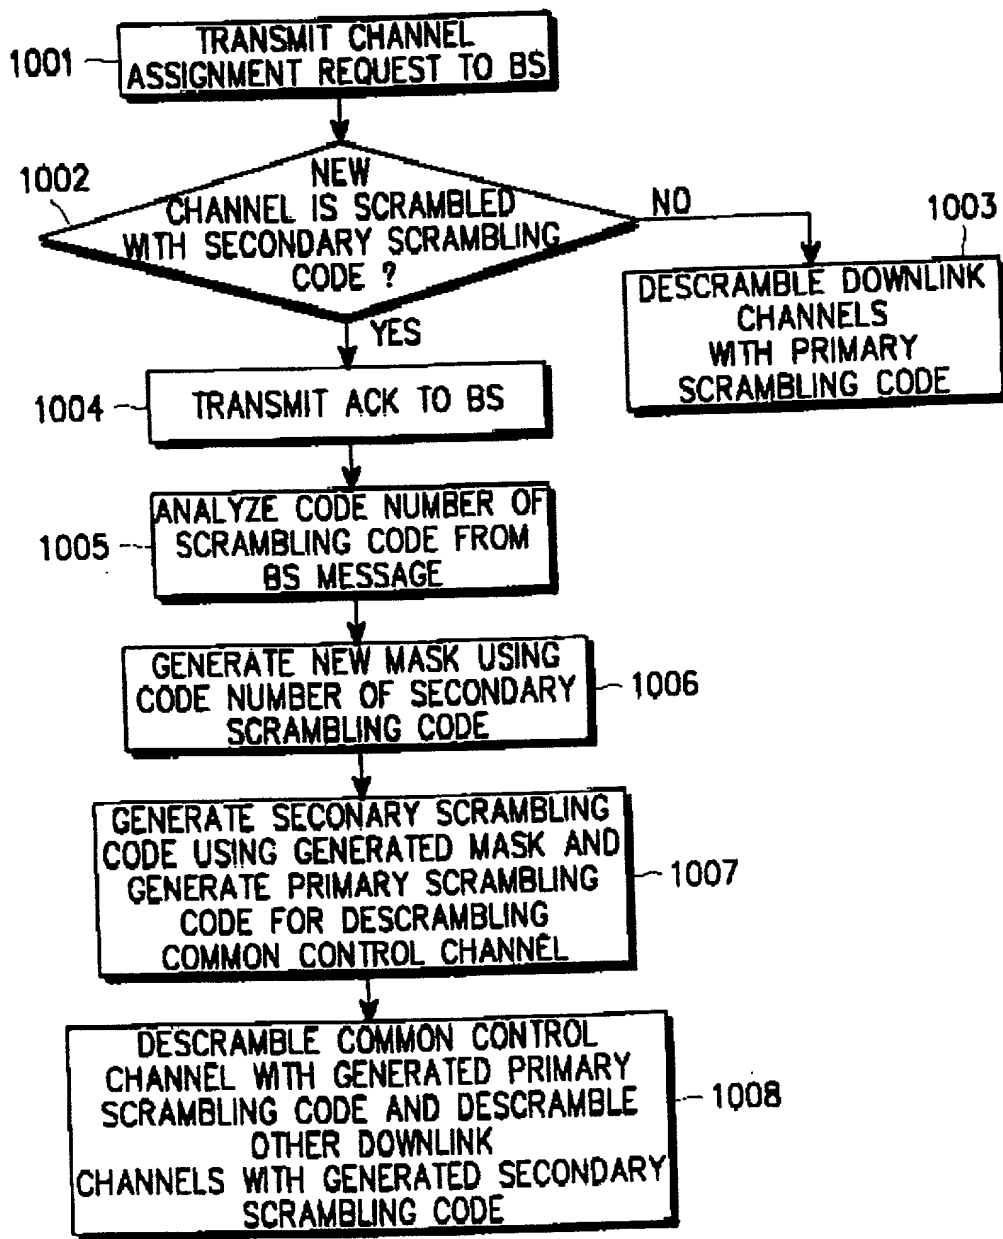 1001
TRANSMIT CHANNEL
ASSIGNMENT REQUEST TO BS
1002
NEW
CHANNEL IS SCRAMBLED
WITH SECONDARY SCRAMBLING
CODE ?
NO
1003
DESCRAMBLE DOWNLINK
CHANNELS
WITH PRIMARY
SCRAMBLING CODE
YES
1004
TRANSMIT ACK TO BS
1005
ANALYZE CODE NUMBER OF
SCRAMBLING CODE FROM
BS MESSAGE
GENERATE NEW MASK USING
CODE NUMBER OF SECONDARY
SCRAMBLING CODE
1006
GENERATE SECONARY SCRAMBLING
CODE USING GENERATED MASK AND
GENERATE PRIMARY SCRAMBLING
CODE FOR DESCRAMBLING
COMMON CONTROL CHANNEL
1007
DESCRAMBLE COMMON CONTROL
CHANNEL WITH GENERATED PRIMARY
SCRAMBLING CODE AND DESCRAMBLE
OTHER DOWNLINK
CHANNELS WITH GENERATED SECONDARY
SCRAMBLING CODE
1008